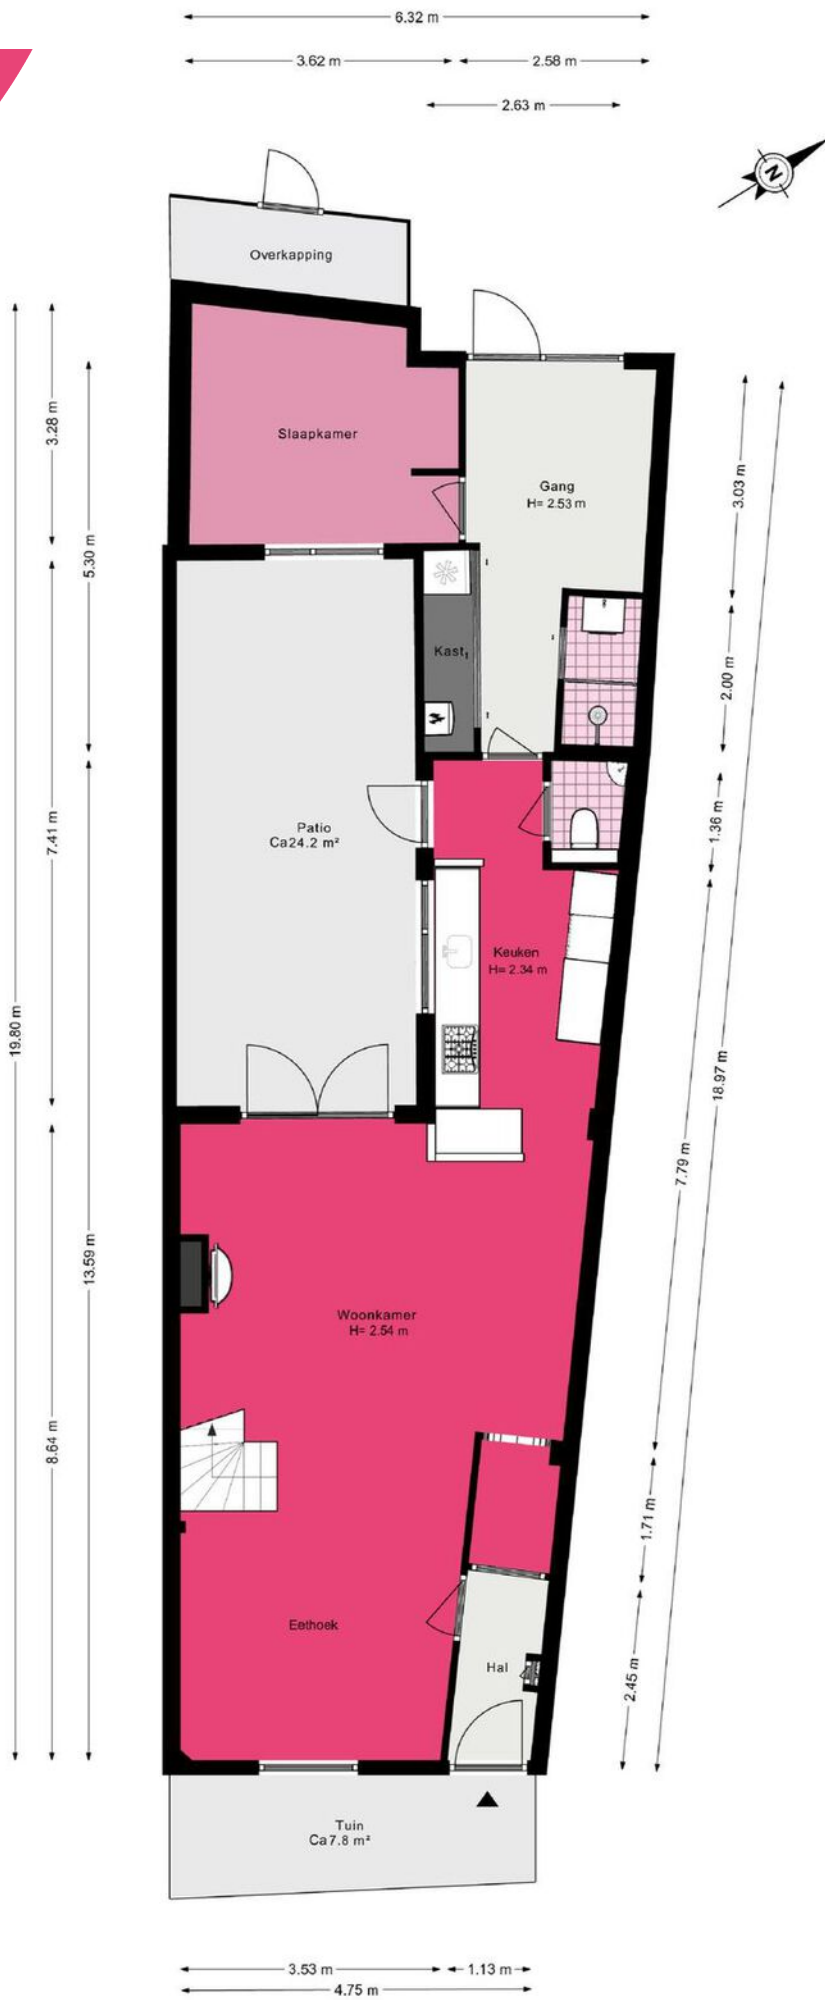 6.32 m
3.62 m
2.58 m
2.63 m
N
Overkapping
Slaapkamer
Gang
H= 2.53 m
3.28 m
5.30 m
3.03 m
2.00 m
Kast
1.36 m
Patio
Ca24.2 m²
7.41 m
Keuken
H= 2.34 m
19.80 m
18.97 m
7.79 m
13.59 m
Woonkamer
H= 2.54 m
8.64 m
1.71 m
Eethoek
Hal
2.45 m
Tuin
Ca7.8 m²
3.53 m
1.13 m
4.75 m